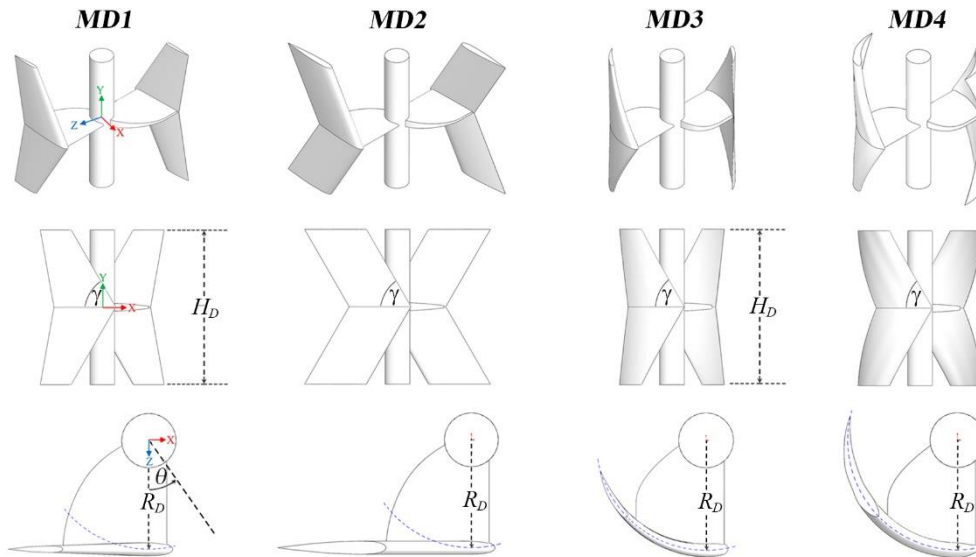 MD1 MD2 MD3 MD4
Y
Z X
Y
γ X H_D γ γ H_D γ
X
Z
θ
R_D R_D R_D R_D